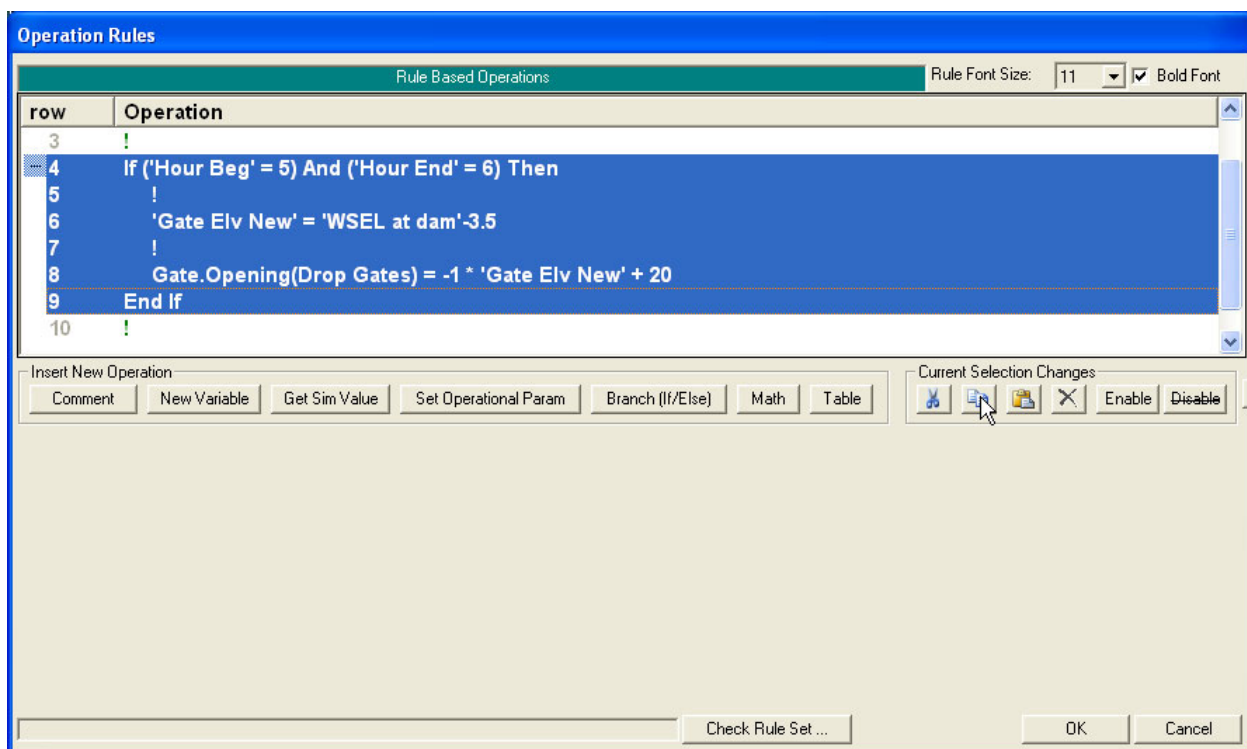 Operation Rules
Rule Based Operations Rule Font Size: 11 Bold Font
row Operation
3 !
4 If ('Hour Beg' = 5) And ('Hour End' = 6) Then
5 !
6 'Gate Elv New' = 'WSEL at dam'-3.5
7 !
8 Gate.Opening(Drop Gates) = -1 * 'Gate Elv New' + 20
9 End If
10 !
Insert New Operation Current Selection Changes
Comment New Variable Get Sim Value Set Operational Param Branch (If/Else) Math Table Enable Disable
Check Rule Set ... OK Cancel